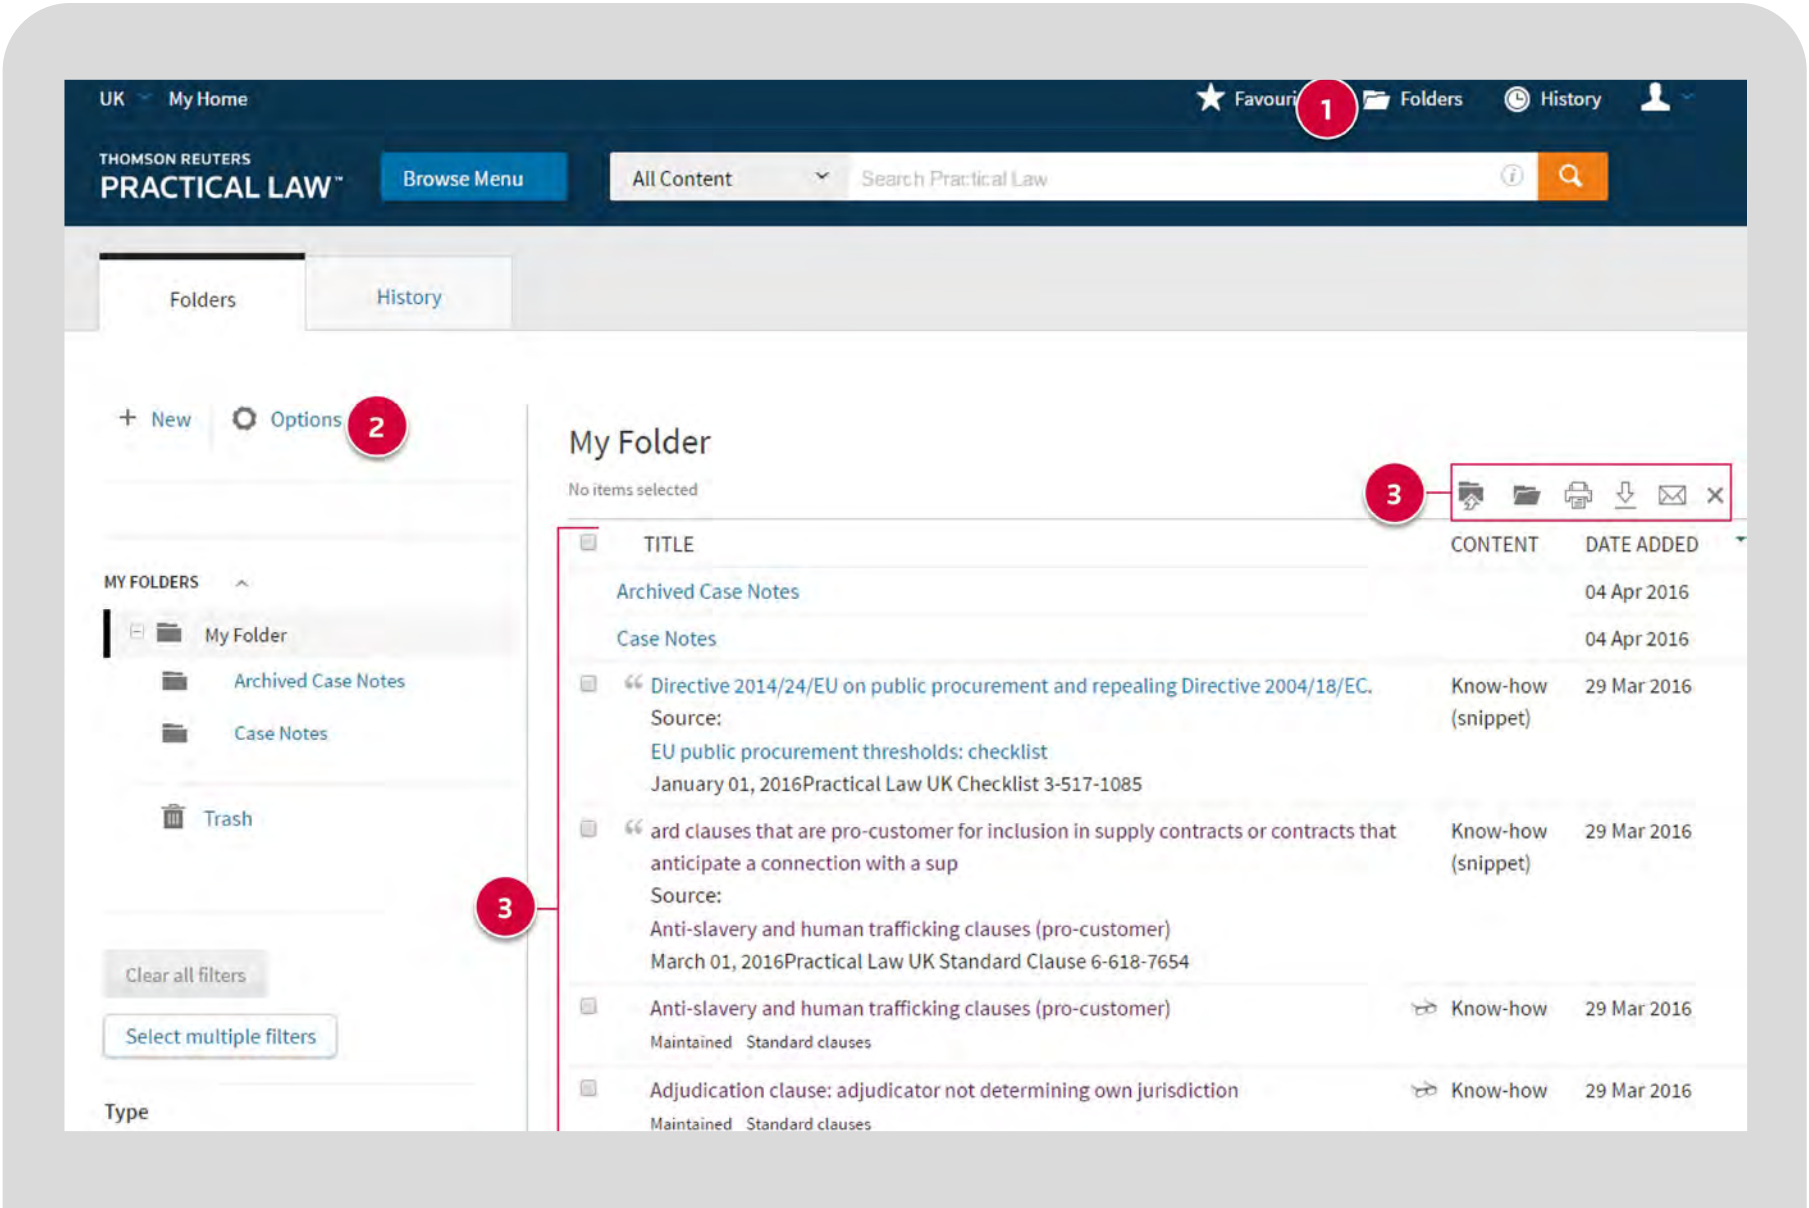 UK My Home
Favouri 1 Folders History
THOMSON REUTERS
PRACTICAL LAW™
Browse Menu
All Content
Search Practical Law
i
Folders
History
+ New
Options 2
My Folder
No items selected
3
TITLE CONTENT DATE ADDED
MY FOLDERS
My Folder
Archived Case Notes
Case Notes
Trash
3
Clear all filters
Select multiple filters
Type
Archived Case Notes 04 Apr 2016
Case Notes 04 Apr 2016
“ Directive 2014/24/EU on public procurement and repealing Directive 2004/18/EC. Know-how 29 Mar 2016
Source: (snippet)
EU public procurement thresholds: checklist
January 01, 2016Practical Law UK Checklist 3-517-1085
“ ard clauses that are pro-customer for inclusion in supply contracts or contracts that Know-how 29 Mar 2016
anticipate a connection with a sup (snippet)
Source:
Anti-slavery and human trafficking clauses (pro-customer)
March 01, 2016Practical Law UK Standard Clause 6-618-7654
Anti-slavery and human trafficking clauses (pro-customer) Know-how 29 Mar 2016
Maintained Standard clauses
Adjudication clause: adjudicator not determining own jurisdiction Know-how 29 Mar 2016
Maintained Standard clauses